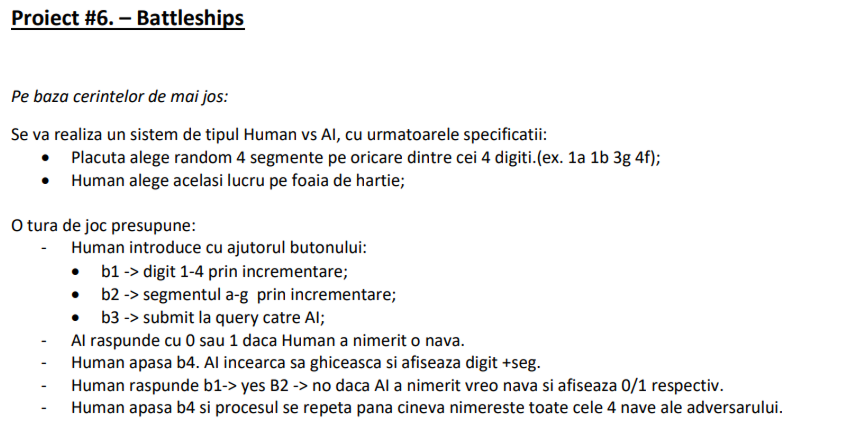 Proiect #6. – Battleships
Pe baza cerintelor de mai jos:
Se va realiza un sistem de tipul Human vs AI, cu urmatoarele specificatii:
• Placuta alege random 4 segmente pe oricare dintre cei 4 digiti.(ex. 1a 1b 3g 4f);
• Human alege acelasi lucru pe foaia de hartie;
O tura de joc presupune:
- Human introduce cu ajutorul butonului:
• b1 -> digit 1-4 prin incrementare;
• b2 -> segmentul a-g prin incrementare;
• b3 -> submit la query catre AI;
- AI raspunde cu 0 sau 1 daca Human a nimerit o nava.
- Human apasa b4. AI incearca sa ghiceasca si afiseaza digit +seg.
- Human raspunde b1-> yes B2 -> no daca AI a nimerit vreo nava si afiseaza 0/1 respectiv.
- Human apasa b4 si procesul se repeta pana cineva nimereste toate cele 4 nave ale adversarului.